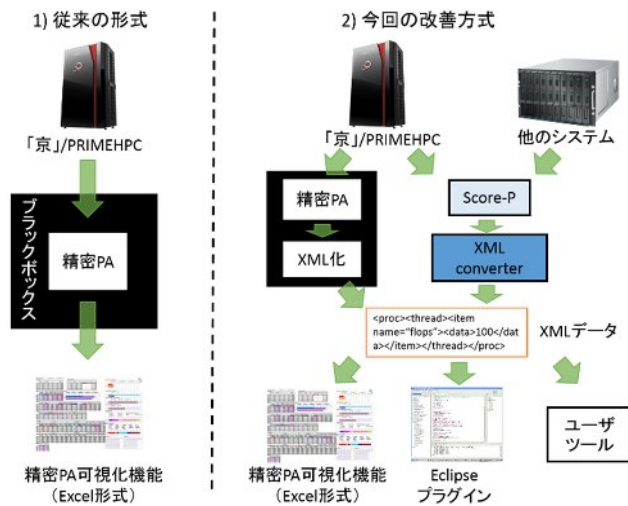 1) 従来の形式
「京」/PRIMEHPC
ブラックボックス
精密PA
精密PA可視化機能
（Excel形式）
2) 今回の改善方式
「京」/PRIMEHPC
他のシステム
精密PA
XML化
Score-P
XML
converter
<proc><thread><item
name="flops"><data>100</dat
a></item></thread></proc>
XMLデータ
精密PA可視化機能
（Excel形式）
Eclipse
プラグイン
ユーザ
ツール